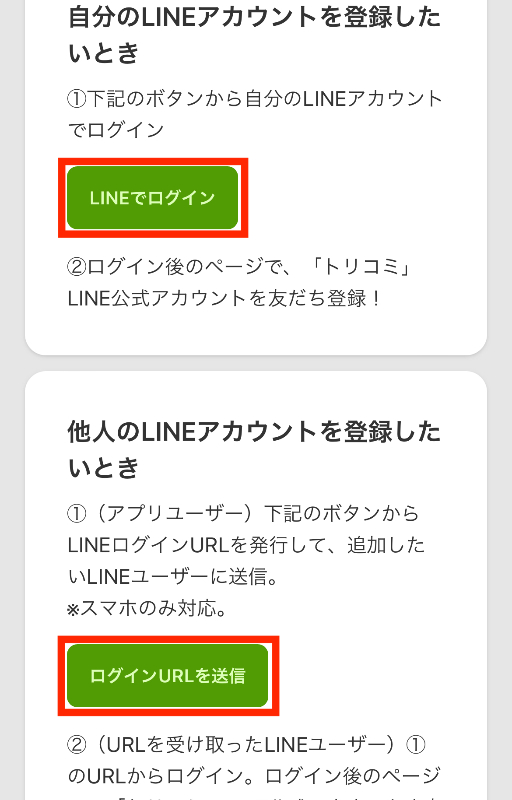 自分のLINEアカウントを登録した
いとき
①下記のボタンから自分のLINEアカウント
でログイン
LINEでログイン
②ログイン後のページで、「トリコミ」
LINE公式アカウントを友だち登録！
他人のLINEアカウントを登録した
いとき
①（アプリユーザー）下記のボタンから
LINEログインURLを発行して、追加した
いLINEユーザーに送信。
※スマホのみ対応。
ログインURLを送信
②（URLを受け取ったLINEユーザー）①
のURLからログイン。ログイン後のページ